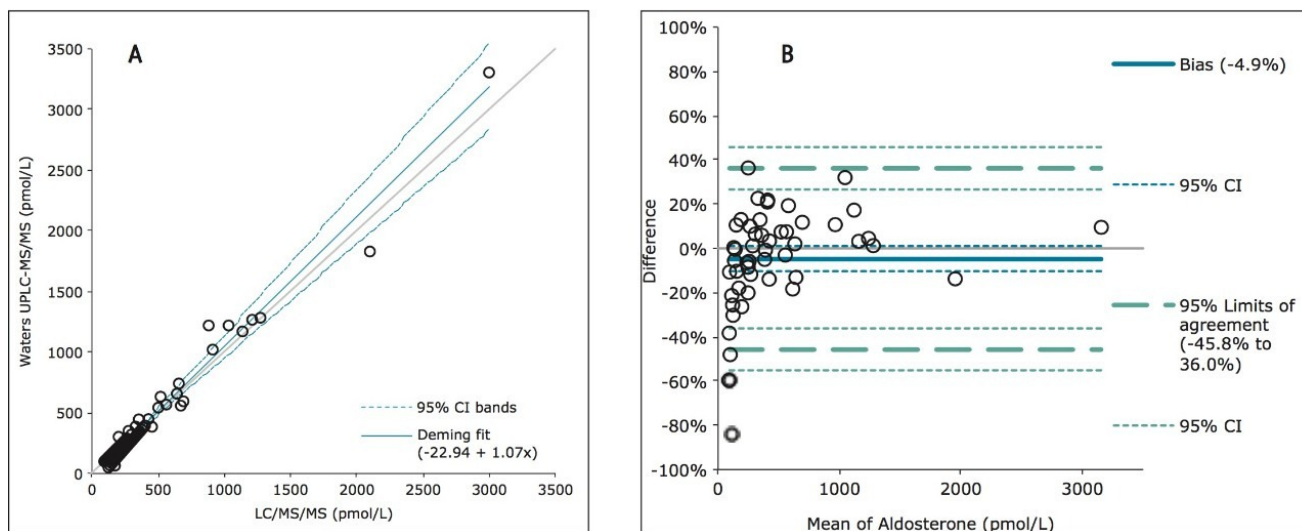 A
3500
3000
2500
2000
1500
1000
500
0
Waters UPLC-MS/MS (pmol/L)
95% CI bands
Deming fit
(-22.94 + 1.07x)
0 500 1000 1500 2000 2500 3000 3500
LC/MS/MS (pmol/L)
B
100%
80%
60%
40%
20%
0%
-20%
-40%
-60%
-80%
-100%
Difference
Bias (-4.9%)
95% CI
95% Limits of
agreement
(-45.8% to
36.0%)
95% CI
0 1000 2000 3000
Mean of Aldosterone (pmol/L)